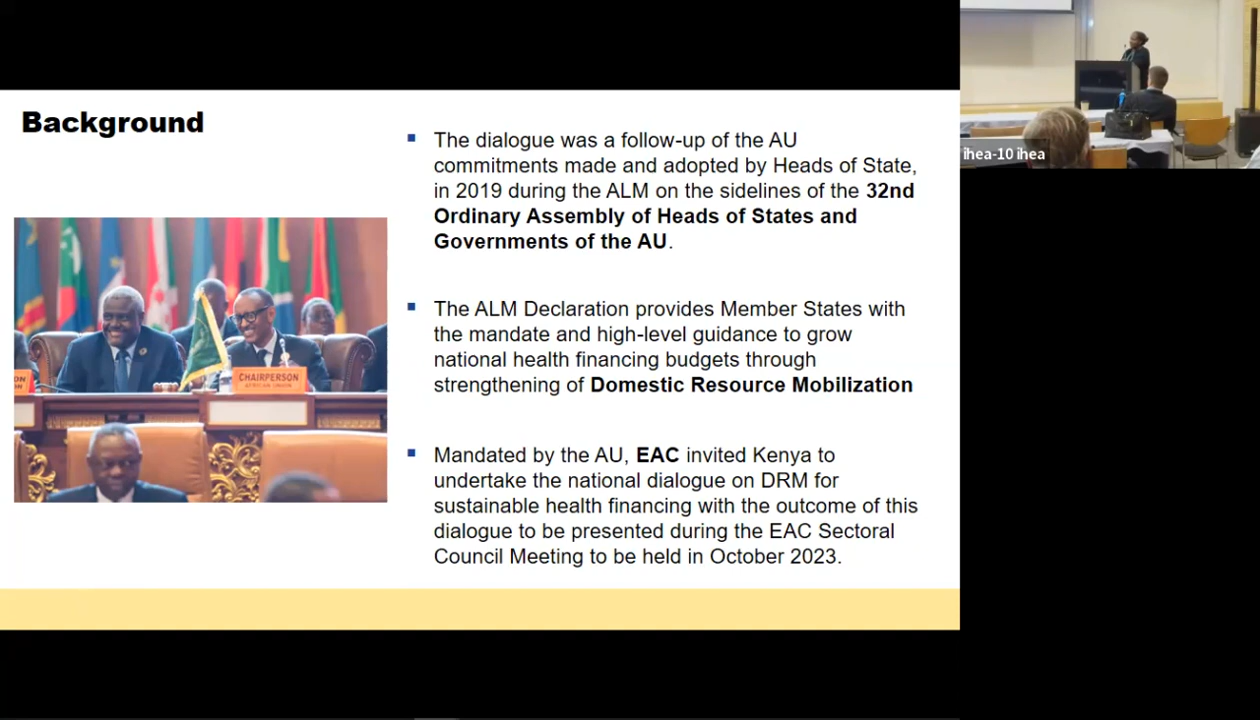 Background
The dialogue was a follow-up of the AU
commitments made and adopted by Heads of State,
in 2019 during the ALM on the sidelines of the 32nd
Ordinary Assembly of Heads of States and
Governments of the AU.
The ALM Declaration provides Member States with
the mandate and high-level guidance to grow
national health financing budgets through
strengthening of Domestic Resource Mobilization
Mandated by the AU, EAC invited Kenya to
undertake the national dialogue on DRM for
sustainable health financing with the outcome of this
dialogue to be presented during the EAC Sectoral
Council Meeting to be held in October 2023.
CHAIRPERSON
AFRICAN UNION
ihea-10 ihea